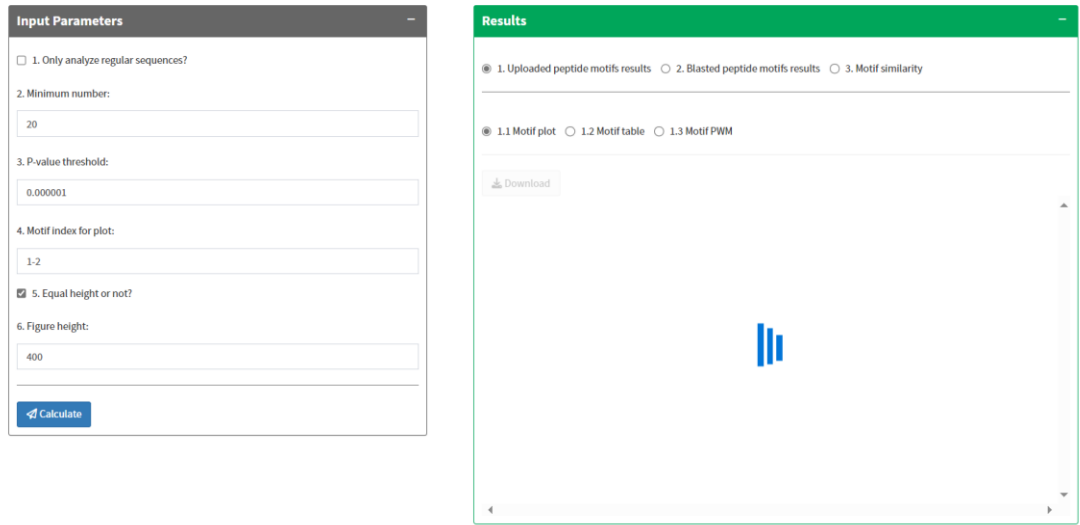 Input Parameters
1. Only analyze regular sequences?
2. Minimum number:
20
3. P-value threshold:
0.000001
4. Motif index for plot:
1-2
5. Equal height or not?
6. Figure height:
400
Calculate
Results
1. Uploaded peptide motifs results 2. Blasted peptide motifs results 3. Motif similarity
1.1 Motif plot 1.2 Motif table 1.3 Motif PWM
Download